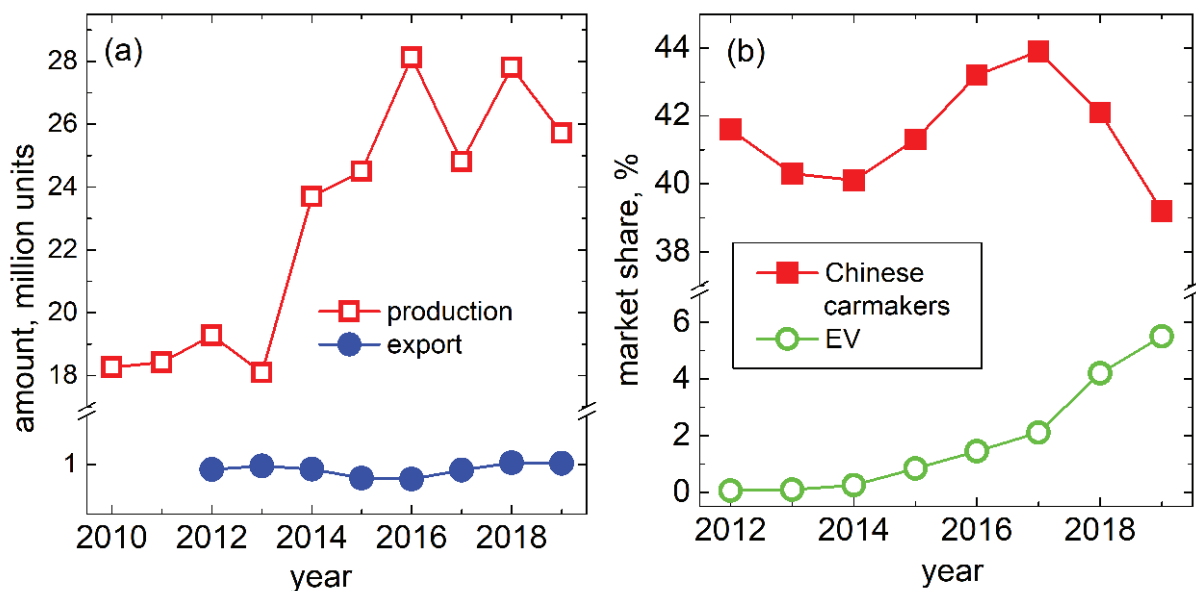 (a)
amount, million units
28
26
24
22
20
18
1
production
export
2010 2012 2014 2016 2018
year
(b)
market share, %
44
42
40
38
6
4
2
0
Chinese
carmakers
EV
2012 2014 2016 2018
year